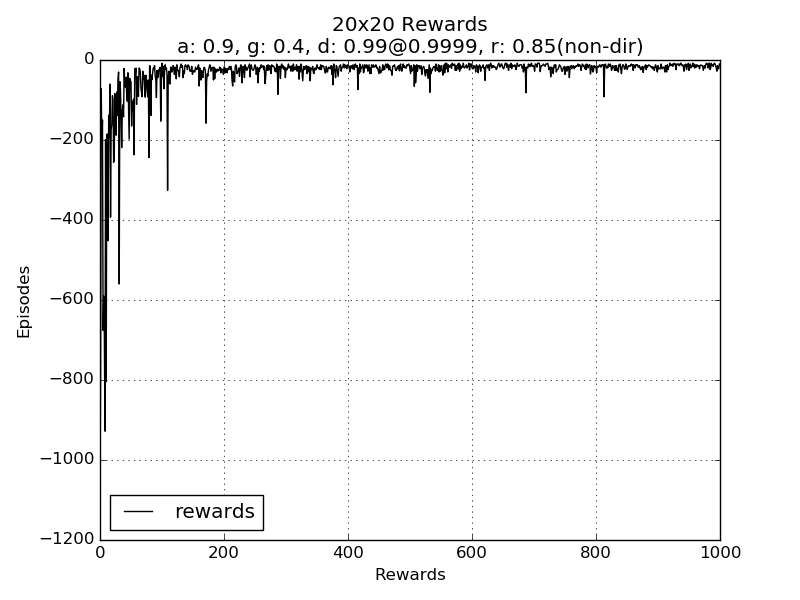 20x20 Rewards
a: 0.9, g: 0.4, d: 0.99@0.9999, r: 0.85(non-dir)
0
−200
−400
−600
−800
−1000
−1200
Episodes
rewards
0 200 400 600 800 1000
Rewards